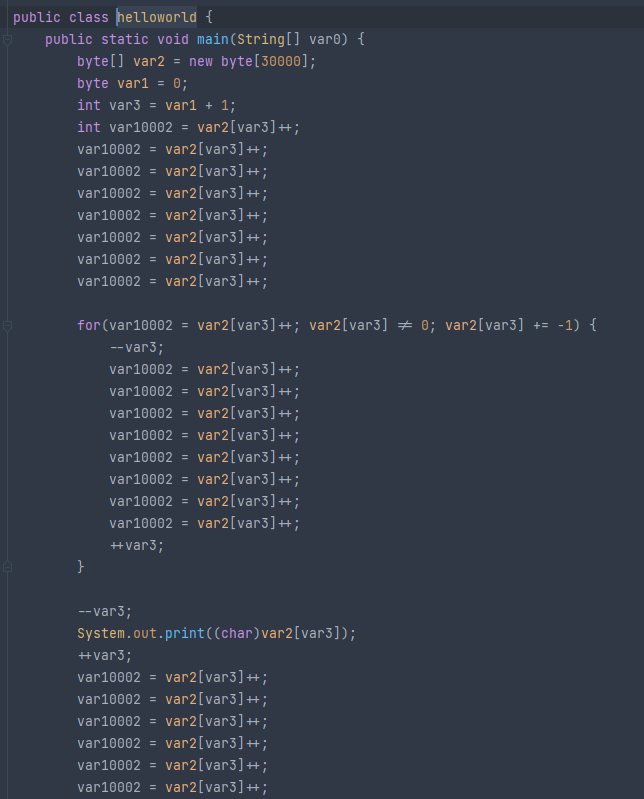 public class helloworld {
    public static void main(String[] var0) {
        byte[] var2 = new byte[30000];
        byte var1 = 0;
        int var3 = var1 + 1;
        int var10002 = var2[var3]++;
        var10002 = var2[var3]++;
        var10002 = var2[var3]++;
        var10002 = var2[var3]++;
        var10002 = var2[var3]++;
        var10002 = var2[var3]++;
        var10002 = var2[var3]++;
        var10002 = var2[var3]++;

        for(var10002 = var2[var3]++; var2[var3] != 0; var2[var3] += -1) {
            --var3;
            var10002 = var2[var3]++;
            var10002 = var2[var3]++;
            var10002 = var2[var3]++;
            var10002 = var2[var3]++;
            var10002 = var2[var3]++;
            var10002 = var2[var3]++;
            var10002 = var2[var3]++;
            var10002 = var2[var3]++;
            ++var3;
        }

        --var3;
        System.out.print((char)var2[var3]);
        ++var3;
        var10002 = var2[var3]++;
        var10002 = var2[var3]++;
        var10002 = var2[var3]++;
        var10002 = var2[var3]++;
        var10002 = var2[var3]++;
        var10002 = var2[var3]++;